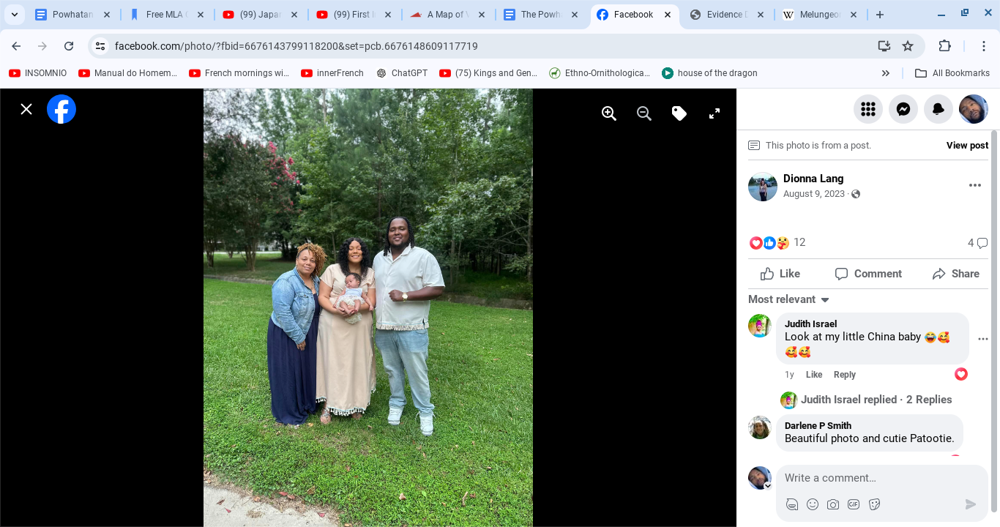 Powhatan
Free MLA
(99) Japan
(99) First
A Map of
The Powh
Facebook
Evidence
W
Melungeo
facebook.com/photo/?fbid=6676143799118200&set=pcb.6676148609117719
INSOMNIO
Manual do Homem...
French mornings wi...
innerFrench
ChatGPT
(75) Kings and Gen...
Ethno-Ornithologica...
house of the dragon
All Bookmarks
This photo is from a post.
View post
Dionna Lang
August 9, 2023 ·
12
4
Like
Comment
Share
Most relevant
Judith Israel
Look at my little China baby 😂🥰
🥰🥰
1y Like Reply
Judith Israel replied · 2 Replies
Darlene P Smith
Beautiful photo and cutie Patootie.
Write a comment...
GIF